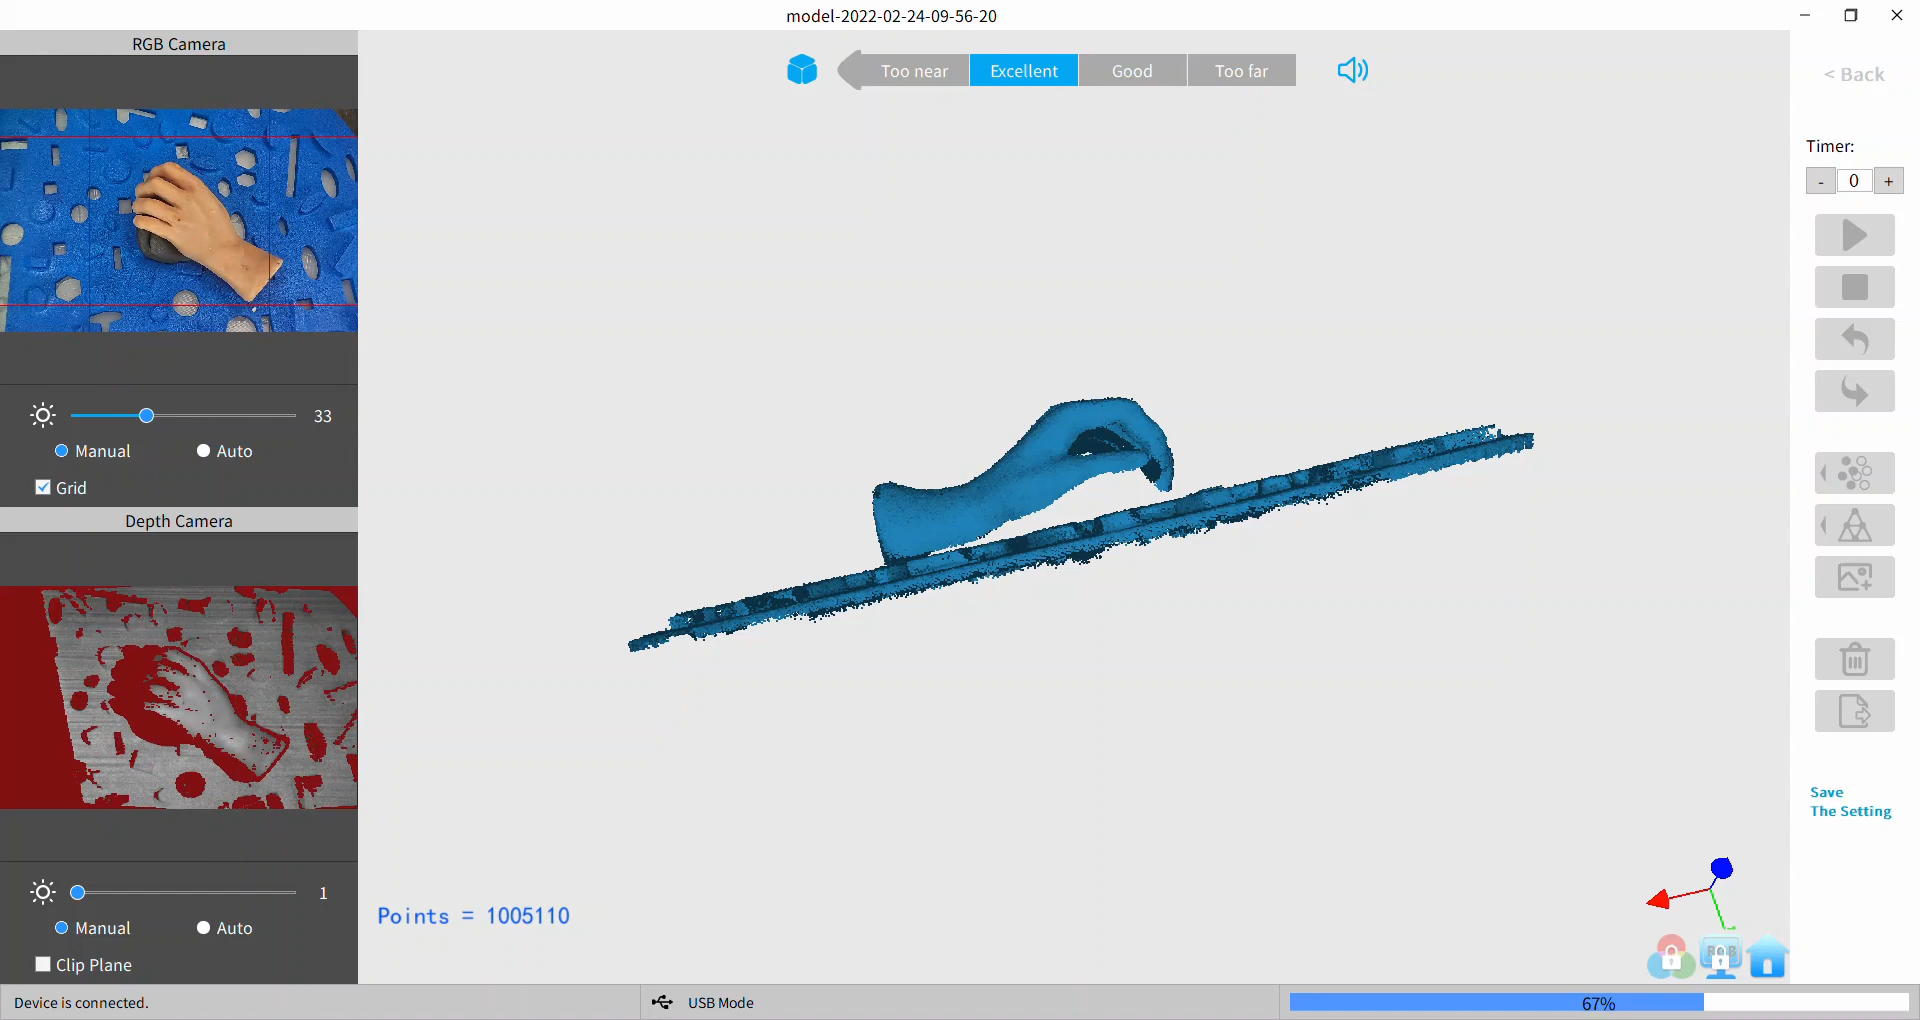 model-2022-02-24-09-56-20
RGB Camera
Too near
Excellent
Good
Too far
< Back
Timer:
- 0 +
33
Manual
Auto
Grid
Depth Camera
Save
The Setting
1
Manual
Auto
Clip Plane
Points = 1005110
RGB
Device is connected.
USB Mode
67%